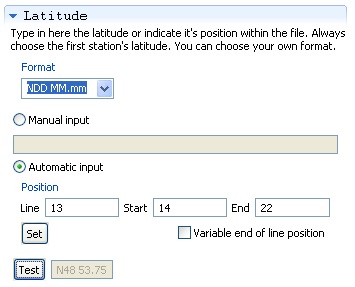 Latitude
Type in here the latitude or indicate it's position within the file. Always
choose the first station's latitude. You can choose your own format.
Format
NDD MM.mm
Manual input
Automatic input
Position
Line 13 Start 14 End 22
Set Variable end of line position
Test N48 53.75